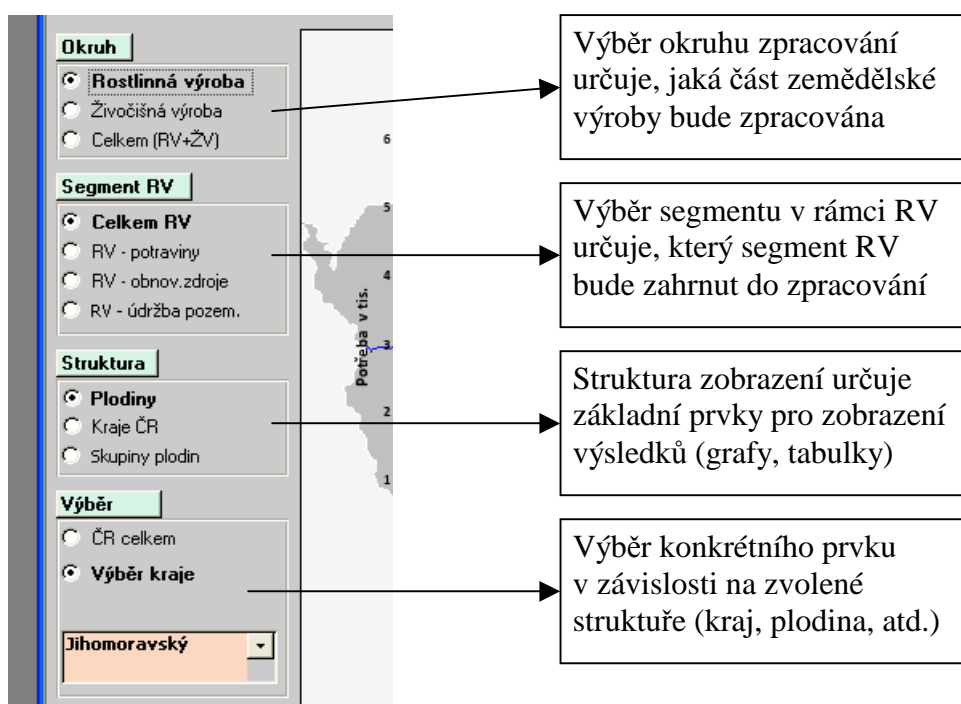 Okruh
Rostlinná výroba
Živočišná výroba
Celkem (RV+ŽV)
Segment RV
Celkem RV
RV - potraviny
RV - obnov.zdroje
RV - údržba pozem.
Struktura
Plodiny
Kraje ČR
Skupiny plodin
Výběr
ČR celkem
Výběr kraje
Jihomoravský
6
5
4
3
2
1
Potřeba v tis.
Výběr okruhu zpracování
určuje, jaká část zemědělské
výroby bude zpracována
Výběr segmentu v rámci RV
určuje, který segment RV
bude zahrnut do zpracování
Struktura zobrazení určuje
základní prvky pro zobrazení
výsledků (grafy, tabulky)
Výběr konkrétního prvku
v závislosti na zvolené
struktuře (kraj, plodina, atd.)